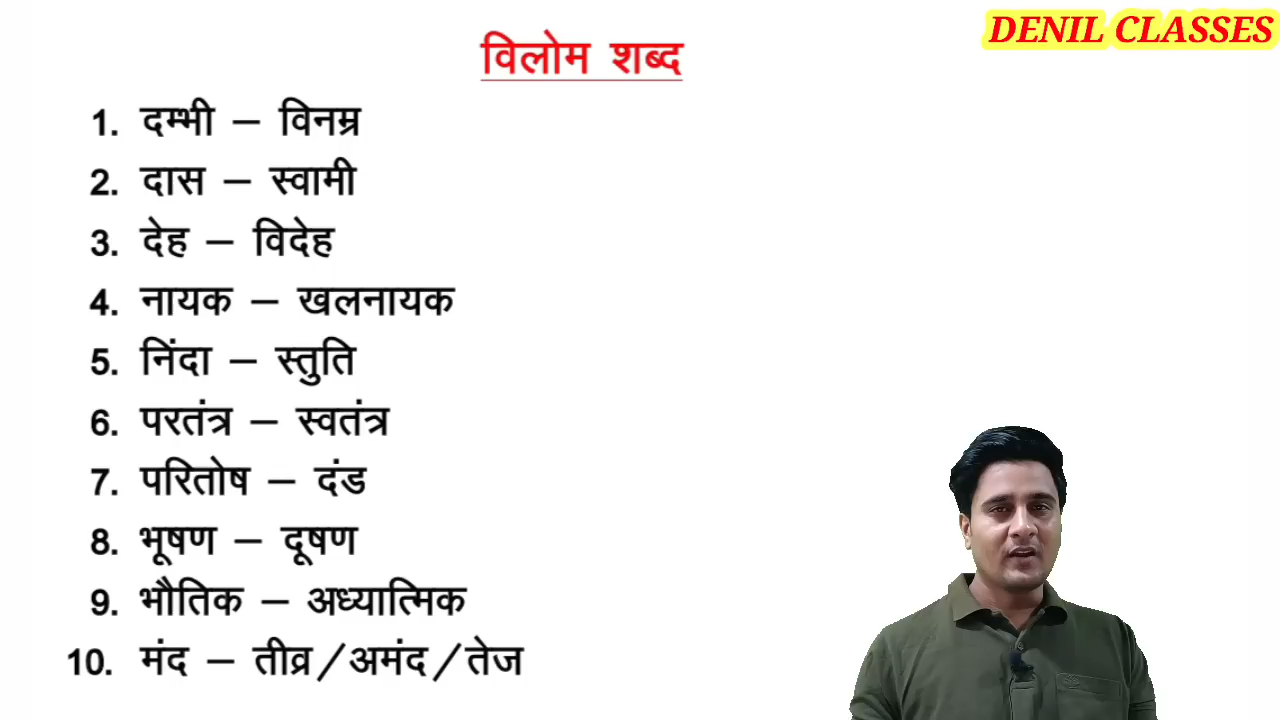 DENIL CLASSES
विलोम शब्द
1. दम्भी – विनम्र
2. दास – स्वामी
3. देह – विदेह
4. नायक – खलनायक
5. निंदा – स्तुति
6. परतंत्र – स्वतंत्र
7. परितोष – दंड
8. भूषण – दूषण
9. भौतिक – अध्यात्मिक
10. मंद – तीव्र/अमंद/तेज